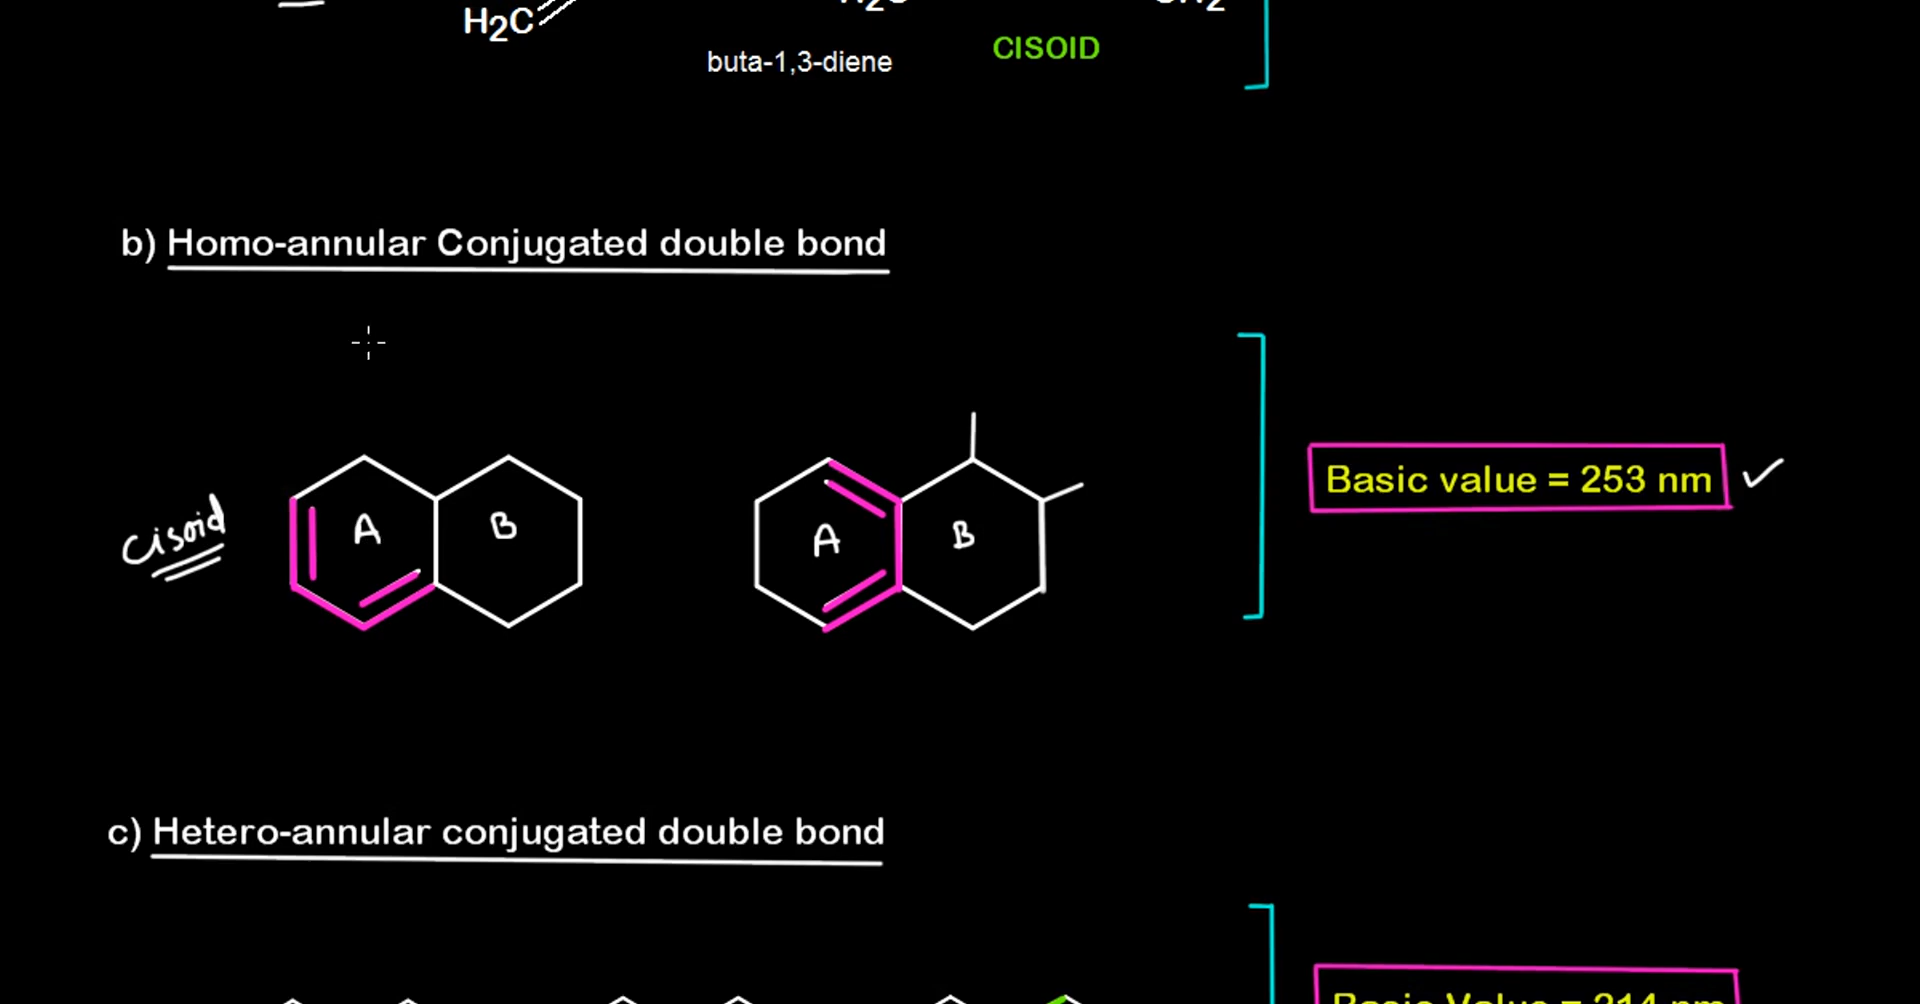 H2C
buta-1,3-diene
CISOID
b) Homo-annular Conjugated double bond
Cisoid
A
B
A
B
Basic value = 253 nm
c) Hetero-annular conjugated double bond